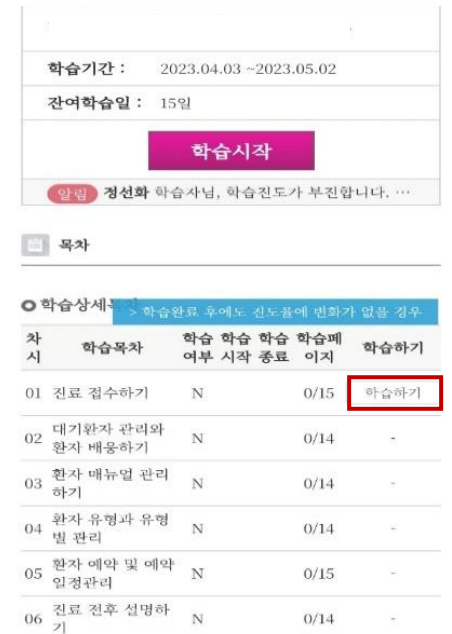 학습기간 : 2023.04.03 ~2023.05.02
잔여학습일 : 15일
학습시작
알림 정선화 학습자님, 학습진도가 부진합니다. ···
목차
학습상세목차
> 학습완료 후에도 진도율에 변화가 없을 경우
차시 학습목차 학습여부 학습시작 학습종료 학습페이지 학습하기
01 진료 접수하기 N 0/15 학습하기
02 대기환자 관리와 환자 배웅하기 N 0/14 -
03 환자 매뉴얼 관리하기 N 0/14 -
04 환자 유형과 유형별 관리 N 0/14 -
05 환자 예약 및 예약 일정관리 N 0/15 -
06 진료 전후 설명하기 N 0/14 -